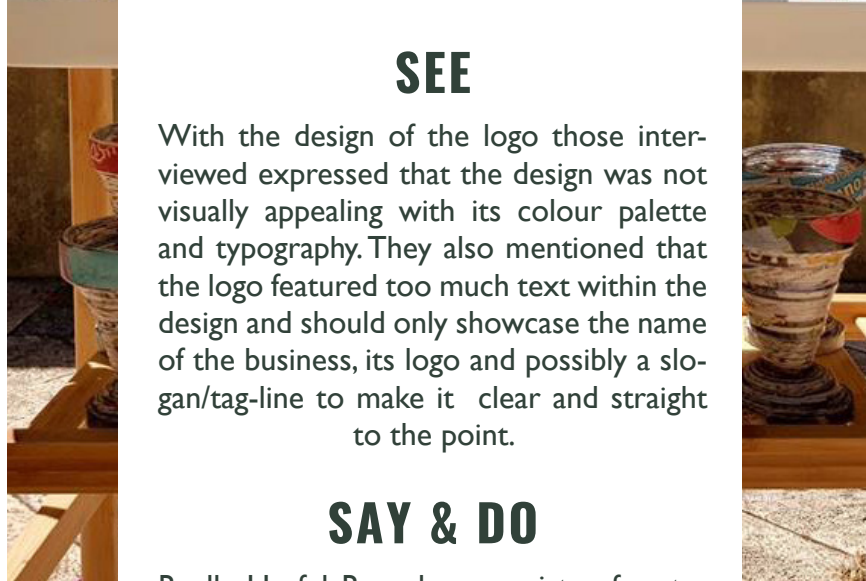 SEE
With the design of the logo those inter-
viewed expressed that the design was not
visually appealing with its colour palette
and typography. They also mentioned that
the logo featured too much text within the
design and should only showcase the name
of the business, its logo and possibly a slo-
gan/tag-line to make it  clear and straight
to the point.
SAY & DO